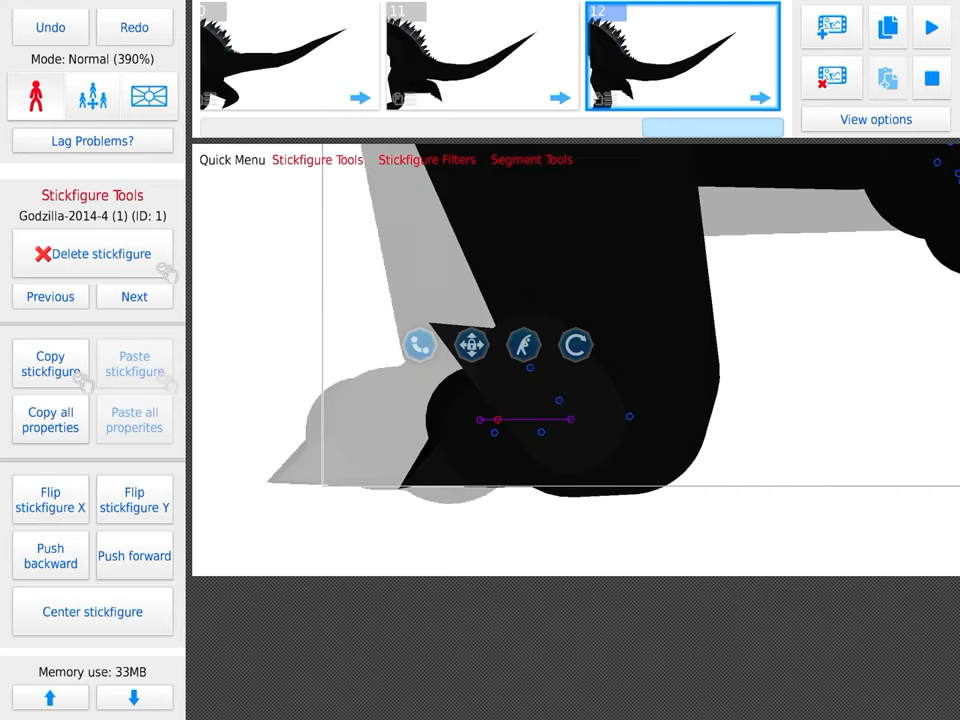 Undo
Redo
Mode: Normal (390%)
Lag Problems?
Stickfigure Tools
Godzilla-2014-4 (1) (ID: 1)
Delete stickfigure
Previous
Next
Copy
stickfigure
Paste
stickfigure
Copy all
properties
Paste all
properites
Flip
stickfigure X
Flip
stickfigure Y
Push
backward
Push forward
Center stickfigure
Memory use: 33MB
0
11
12
View options
Quick Menu
Stickfigure Tools
Stickfigure Filters
Segment Tools